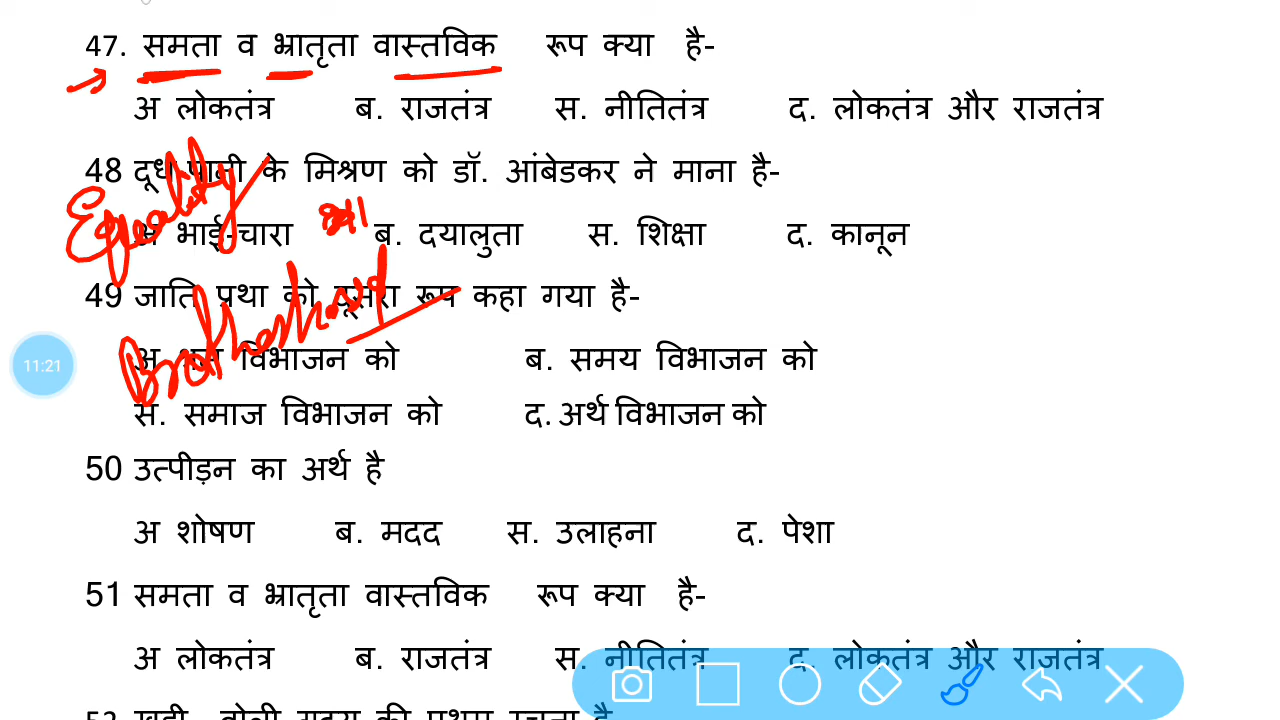 47. समता व भ्रातृता वास्तविक रूप क्या है-
अ लोकतंत्र ब. राजतंत्र स. नीतितंत्र द. लोकतंत्र और राजतंत्र
48 दूध पानी के मिश्रण को डॉ. आंबेडकर ने माना है-
Equality
अ भाई-चारा ब. दयालुता स. शिक्षा द. कानून
49 जाति प्रथा को दूसरा रूप कहा गया है-
Brotherhood
11:21
अ श्रम विभाजन को ब. समय विभाजन को
स. समाज विभाजन को द. अर्थ विभाजन को
50 उत्पीड़न का अर्थ है
अ शोषण ब. मदद स. उलाहना द. पेशा
51 समता व भ्रातृता वास्तविक रूप क्या है-
अ लोकतंत्र ब. राजतंत्र स. नीतितंत्र द. लोकतंत्र और राजतंत्र